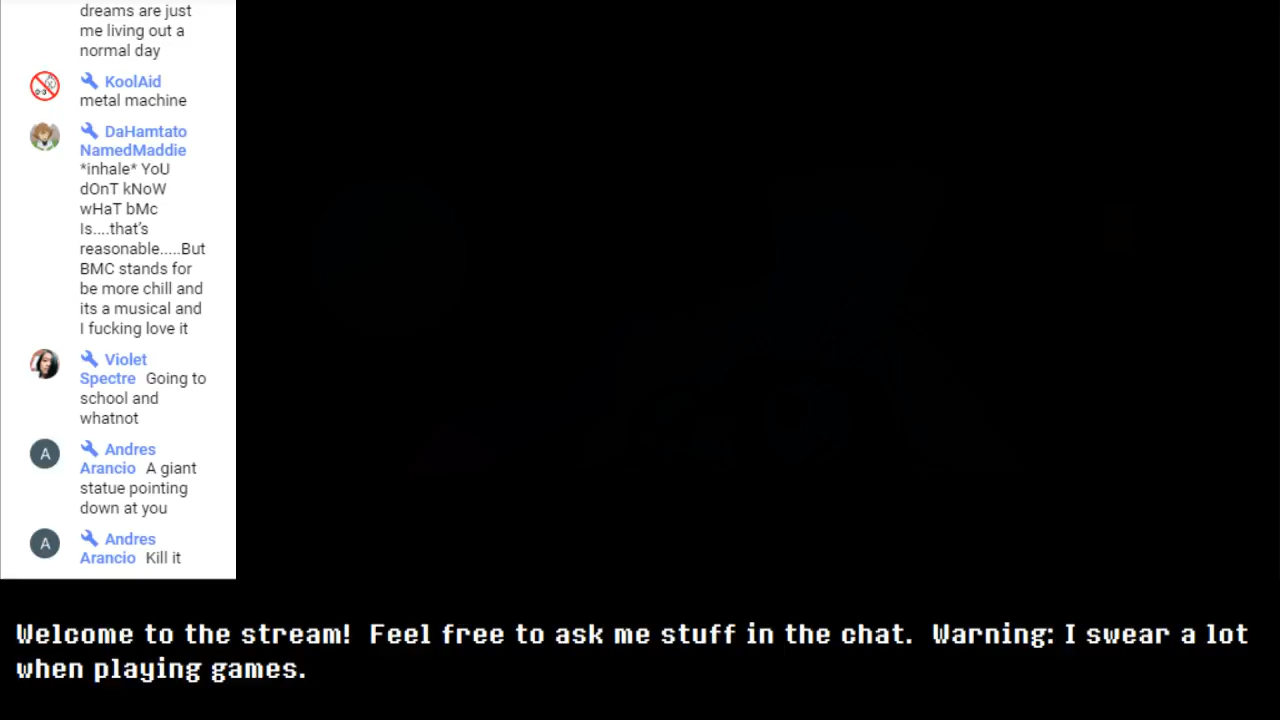 dreams are just
me living out a
normal day
KoolAid
metal machine
DaHamtato
NamedMaddie
*inhale* YoU
dOnT kNoW
wHaT bMc
Is....that's
reasonable.....But
BMC stands for
be more chill and
its a musical and
I fucking love it
Violet
Spectre Going to
school and
whatnot
A
Andres
Arancio A giant
statue pointing
down at you
A
Andres
Arancio Kill it
Welcome to the stream! Feel free to ask me stuff in the chat. Warning: I swear a lot
when playing games.